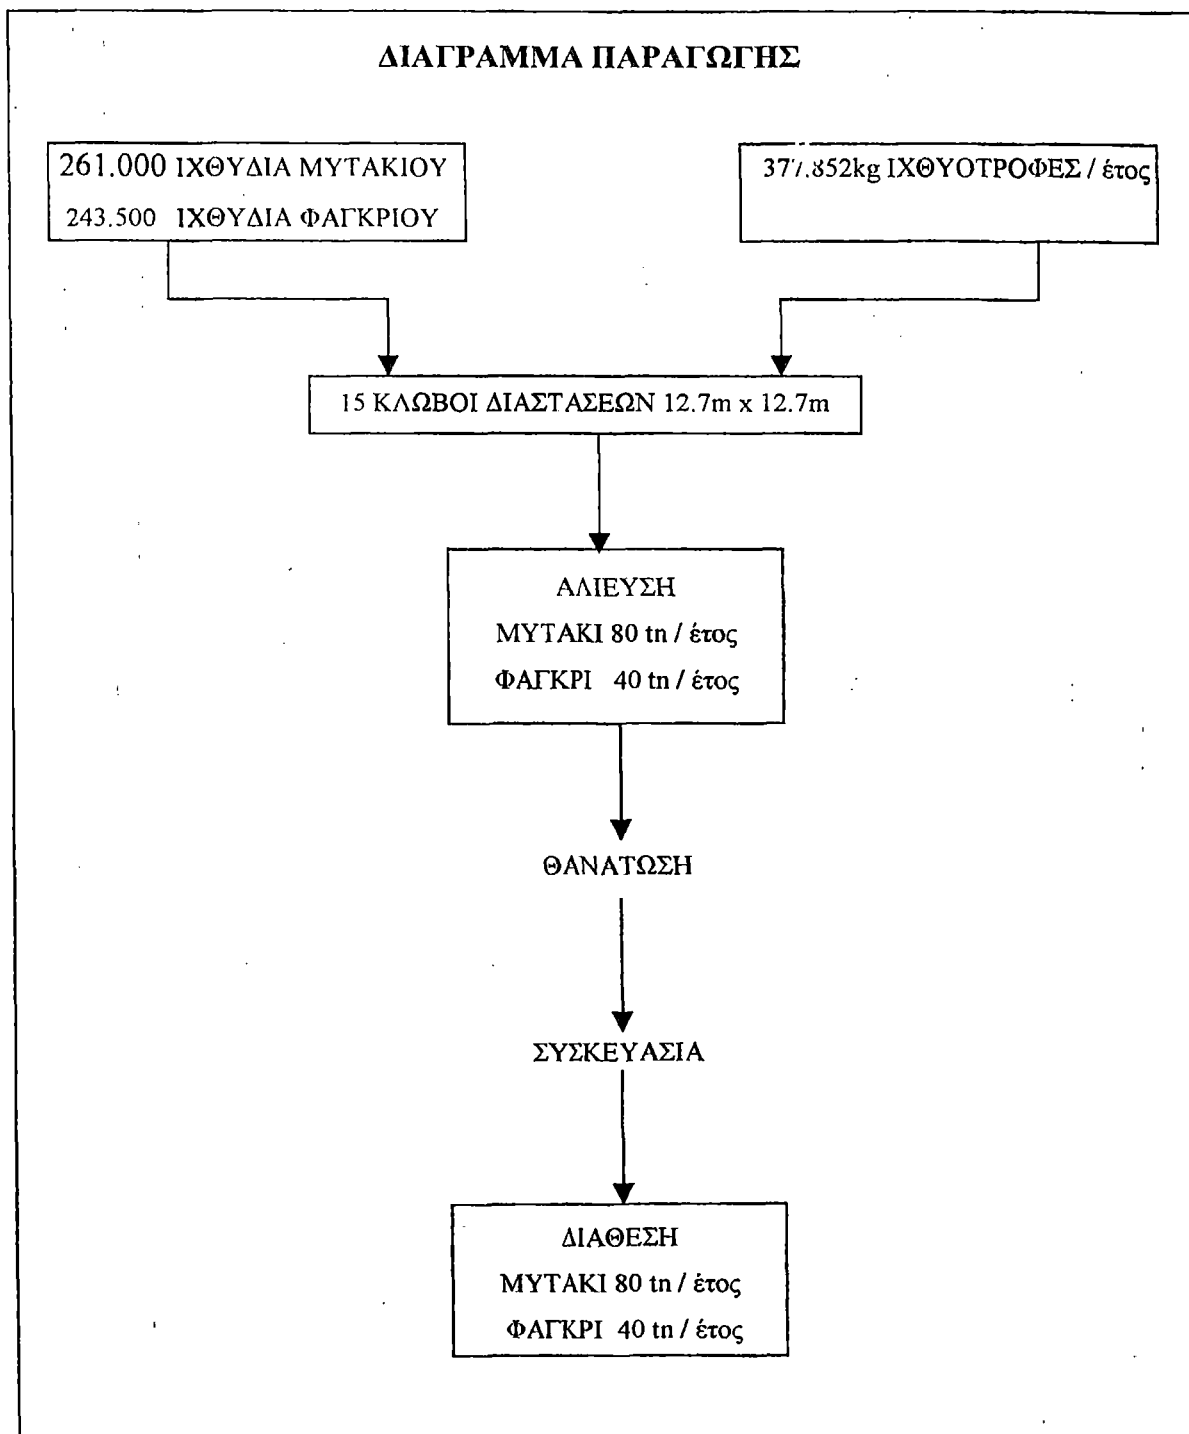 ΔΙΑΓΡΑΜΜΑ ΠΑΡΑΓΩΓΗΣ
261.000 ΙΧΘΥΔΙΑ ΜΥΤΑΚΙΟΥ
243.500 ΙΧΘΥΔΙΑ ΦΑΓΚΡΙΟΥ
377.852kg ΙΧΘΥΟΤΡΟΦΕΣ / έτος
15 ΚΛΩΒΟΙ ΔΙΑΣΤΑΣΕΩΝ 12.7m x 12.7m
ΑΛΙΕΥΣΗ
ΜΥΤΑΚΙ 80 tn / έτος
ΦΑΓΚΡΙ 40 tn / έτος
ΘΑΝΑΤΩΣΗ
ΣΥΣΚΕΥΑΣΙΑ
ΔΙΑΘΕΣΗ
ΜΥΤΑΚΙ 80 tn / έτος
ΦΑΓΚΡΙ 40 tn / έτος